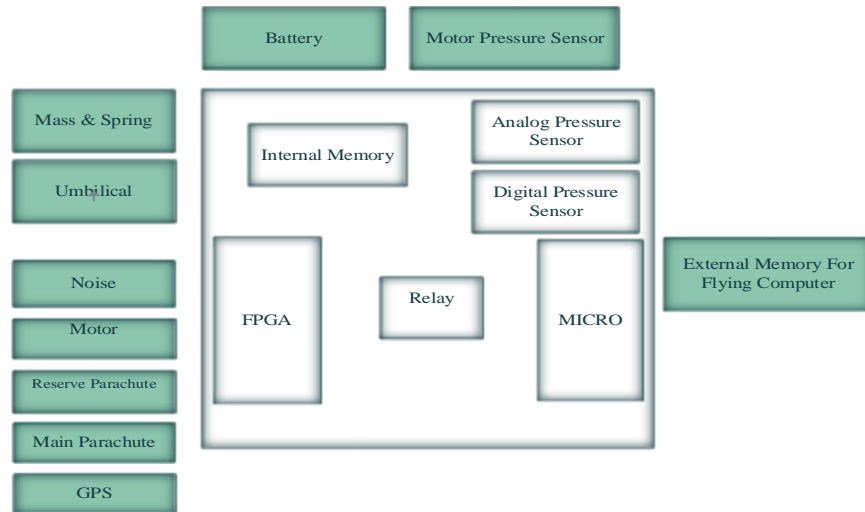 Battery
Motor Pressure Sensor
Mass & Spring
Umbilical
Noise
Motor
Reserve Parachute
Main Parachute
GPS
Internal Memory
Analog Pressure
Sensor
Digital Pressure
Sensor
FPGA
Relay
MICRO
External Memory For
Flying Computer